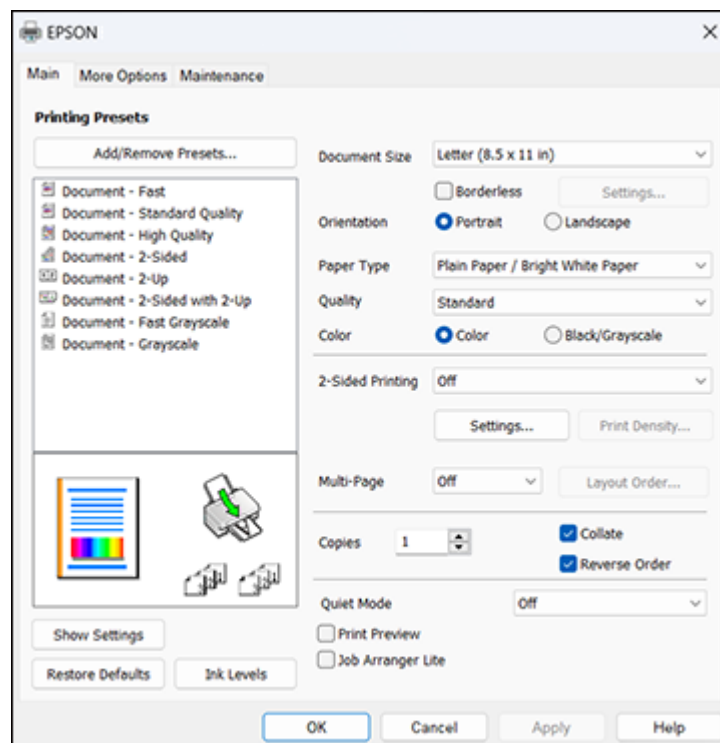 EPSON
Main More Options Maintenance
Printing Presets
Add/Remove Presets...
Document - Fast
Document - Standard Quality
Document - High Quality
Document - 2-Sided
Document - 2-Up
Document - 2-Sided with 2-Up
Document - Fast Grayscale
Document - Grayscale
Show Settings
Restore Defaults Ink Levels
Document Size Letter (8.5 x 11 in)
Borderless Settings...
Orientation Portrait Landscape
Paper Type Plain Paper / Bright White Paper
Quality Standard
Color Color Black/Grayscale
2-Sided Printing Off
Settings... Print Density...
Multi-Page Off Layout Order...
Copies 1 Collate
Reverse Order
Quiet Mode Off
Print Preview
Job Arranger Lite
OK Cancel Apply Help